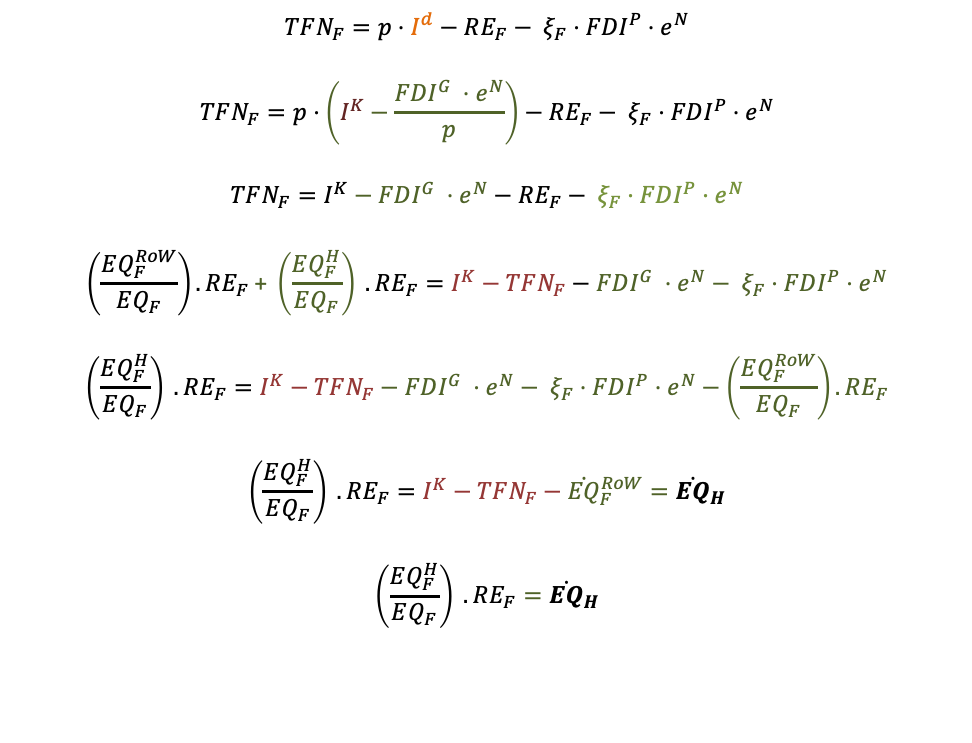 TFN_F = p · I^d − RE_F − ξ_F · FDI^P · e^N
TFN_F = p · (I^K − (FDI^G · e^N)/p) − RE_F − ξ_F · FDI^P · e^N
TFN_F = I^K − FDI^G · e^N − RE_F − ξ_F · FDI^P · e^N
(EQ_F^RoW/EQ_F) . RE_F + (EQ_F^H/EQ_F) . RE_F = I^K − TFN_F − FDI^G · e^N − ξ_F · FDI^P · e^N
(EQ_F^H/EQ_F) . RE_F = I^K − TFN_F − FDI^G · e^N − ξ_F · FDI^P · e^N − (EQ_F^RoW/EQ_F) . RE_F
(EQ_F^H/EQ_F) . RE_F = I^K − TFN_F − EQ̇_F^RoW = EQ̇_H
(EQ_F^H/EQ_F) . RE_F = EQ̇_H